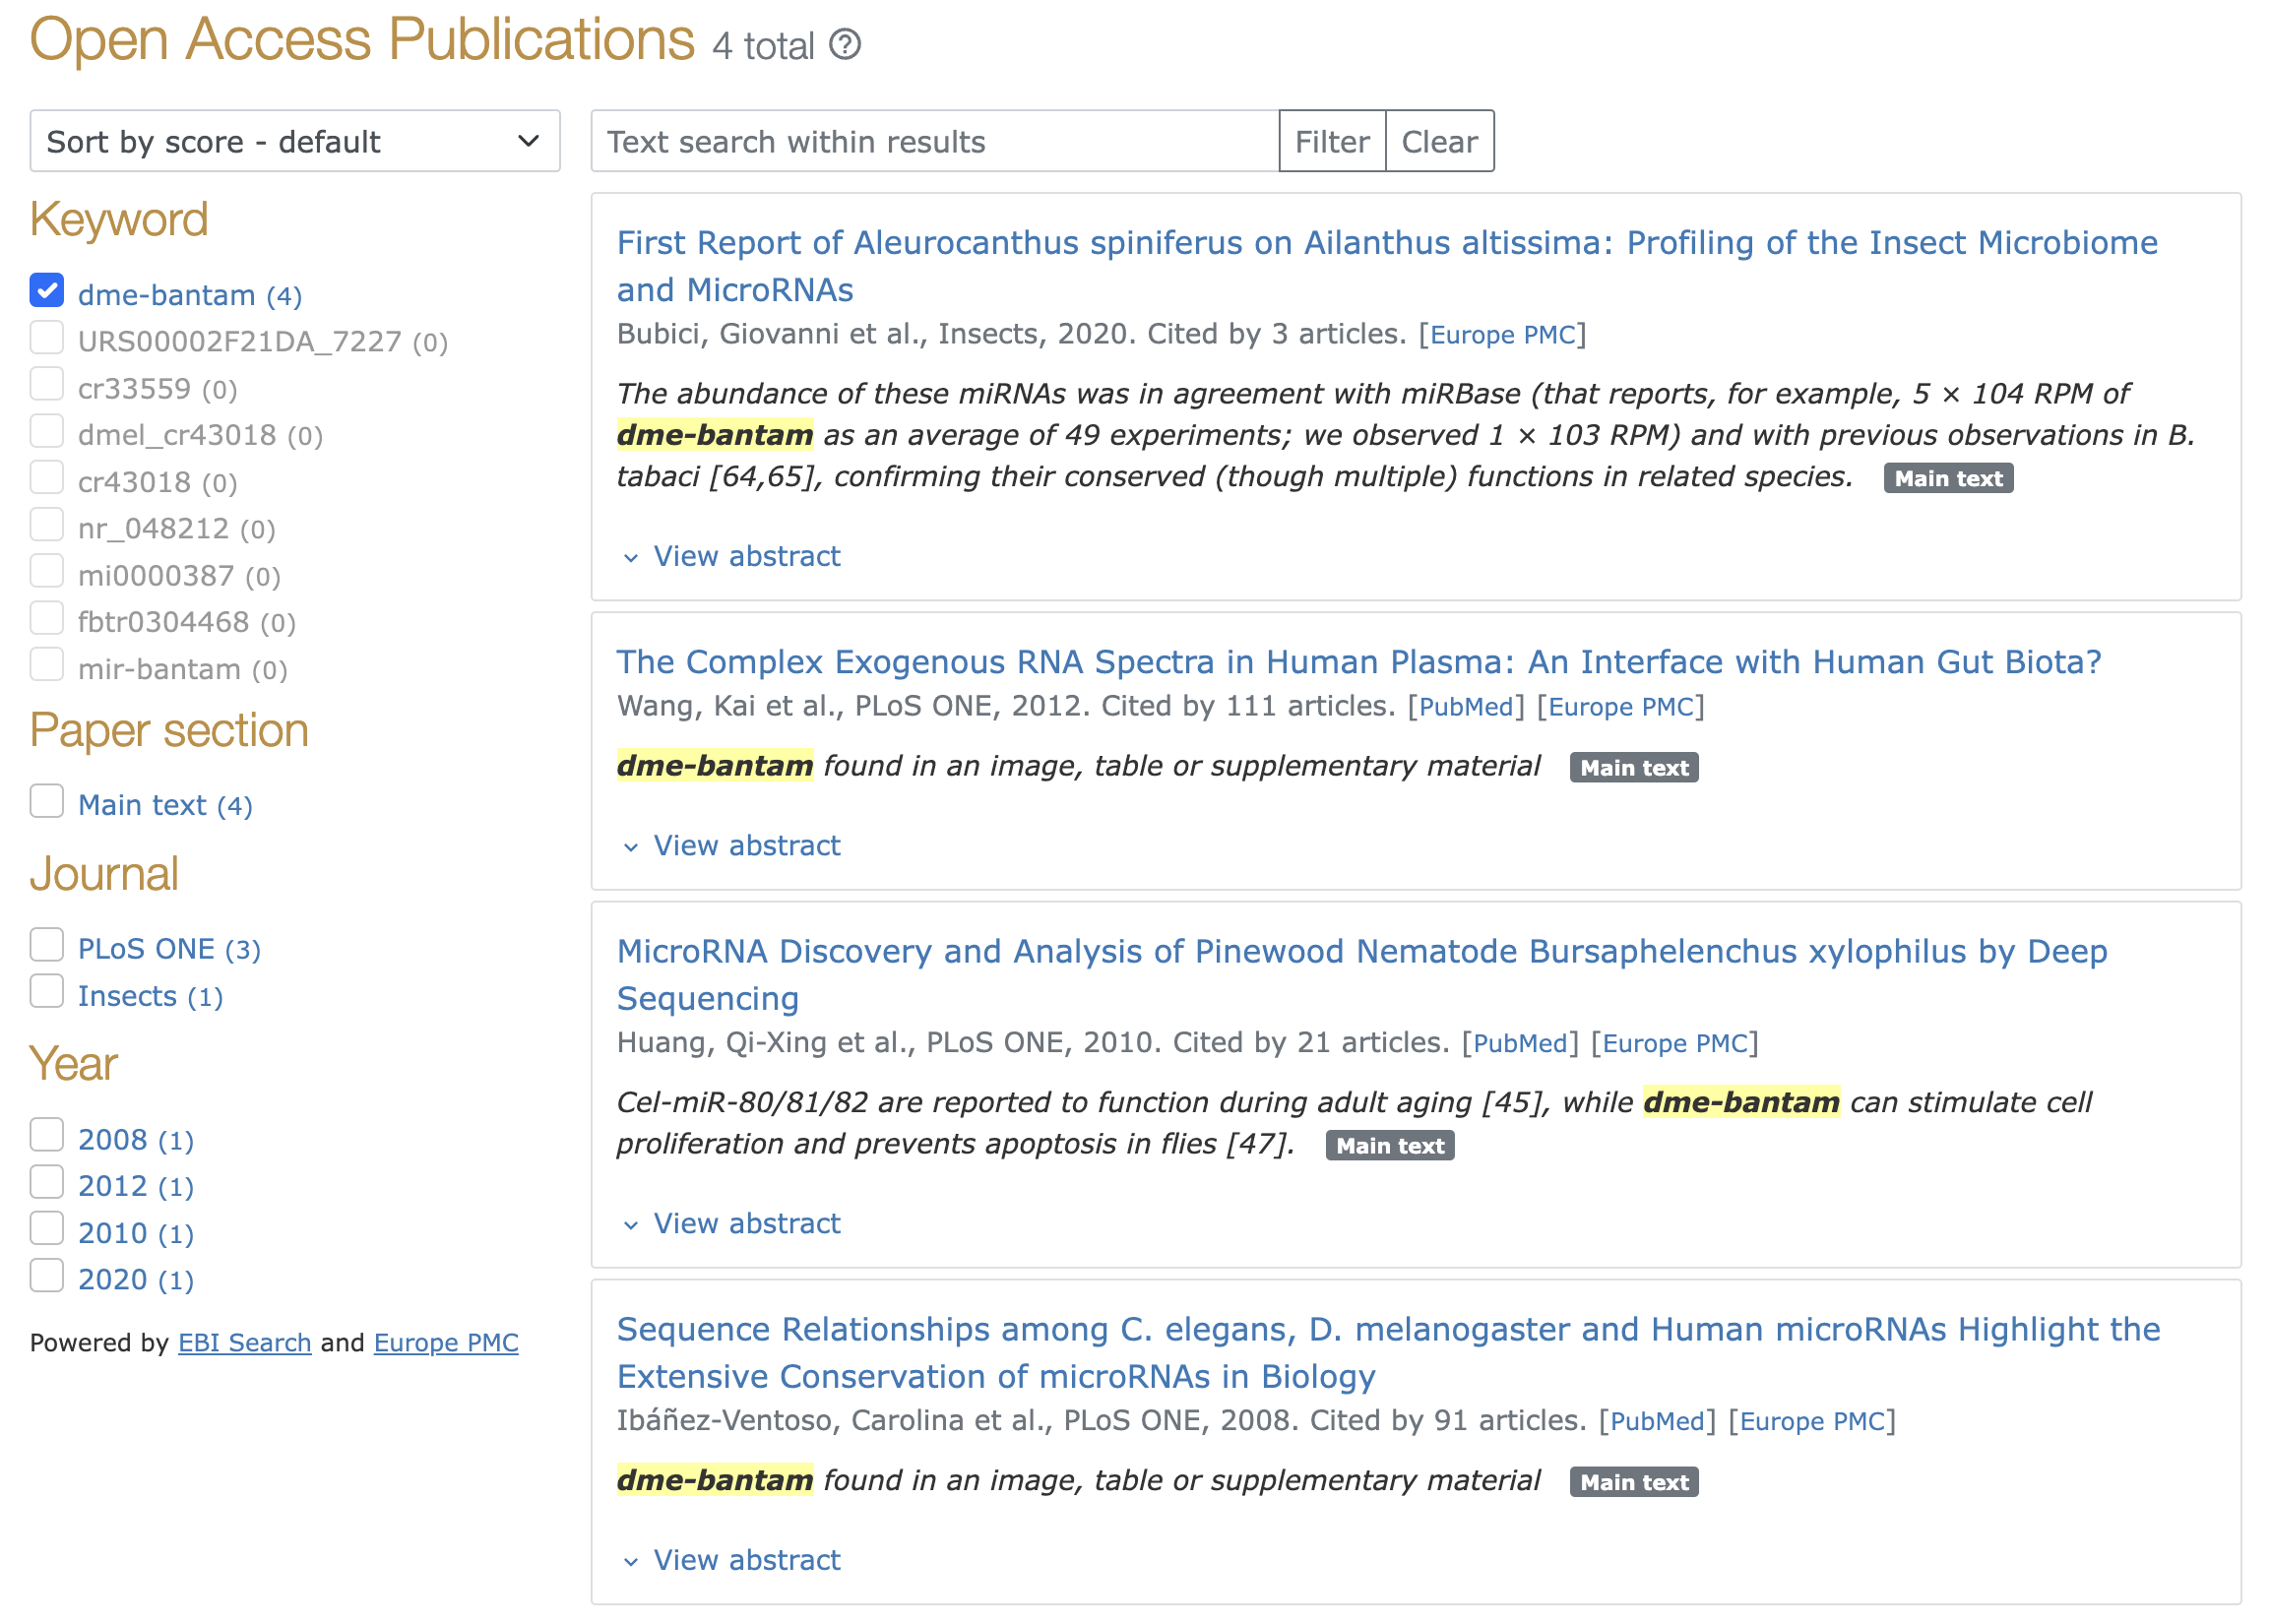 Open Access Publications 4 total ?
Sort by score - default
Text search within results Filter Clear
Keyword
dme-bantam (4)
URS00002F21DA_7227 (0)
cr33559 (0)
dmel_cr43018 (0)
cr43018 (0)
nr_048212 (0)
mi0000387 (0)
fbtr0304468 (0)
mir-bantam (0)
Paper section
Main text (4)
Journal
PLoS ONE (3)
Insects (1)
Year
2008 (1)
2012 (1)
2010 (1)
2020 (1)
Powered by EBI Search and Europe PMC
First Report of Aleurocanthus spiniferus on Ailanthus altissima: Profiling of the Insect Microbiome
and MicroRNAs
Bubici, Giovanni et al., Insects, 2020. Cited by 3 articles. [Europe PMC]
The abundance of these miRNAs was in agreement with miRBase (that reports, for example, 5 × 104 RPM of
dme-bantam as an average of 49 experiments; we observed 1 × 103 RPM) and with previous observations in B.
tabaci [64,65], confirming their conserved (though multiple) functions in related species. Main text
View abstract
The Complex Exogenous RNA Spectra in Human Plasma: An Interface with Human Gut Biota?
Wang, Kai et al., PLoS ONE, 2012. Cited by 111 articles. [PubMed] [Europe PMC]
dme-bantam found in an image, table or supplementary material Main text
View abstract
MicroRNA Discovery and Analysis of Pinewood Nematode Bursaphelenchus xylophilus by Deep
Sequencing
Huang, Qi-Xing et al., PLoS ONE, 2010. Cited by 21 articles. [PubMed] [Europe PMC]
Cel-miR-80/81/82 are reported to function during adult aging [45], while dme-bantam can stimulate cell
proliferation and prevents apoptosis in flies [47]. Main text
View abstract
Sequence Relationships among C. elegans, D. melanogaster and Human microRNAs Highlight the
Extensive Conservation of microRNAs in Biology
Ibáñez-Ventoso, Carolina et al., PLoS ONE, 2008. Cited by 91 articles. [PubMed] [Europe PMC]
dme-bantam found in an image, table or supplementary material Main text
View abstract